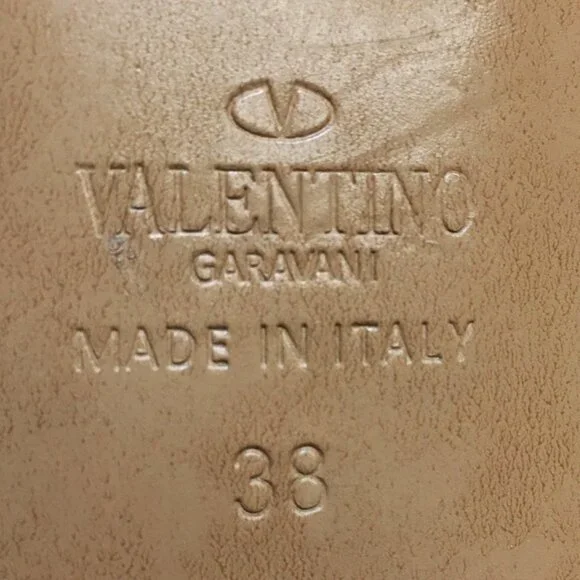 V
VALENTINO
GARAVANI
MADE IN ITALY
38